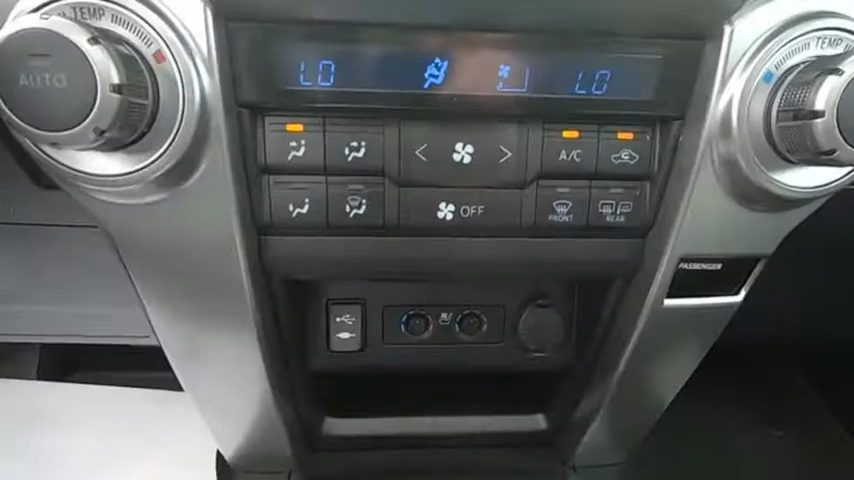 TEMP
TEMP
AUTO
LO
LO
A/C
OFF
FRONT
REAR
PASSENGER